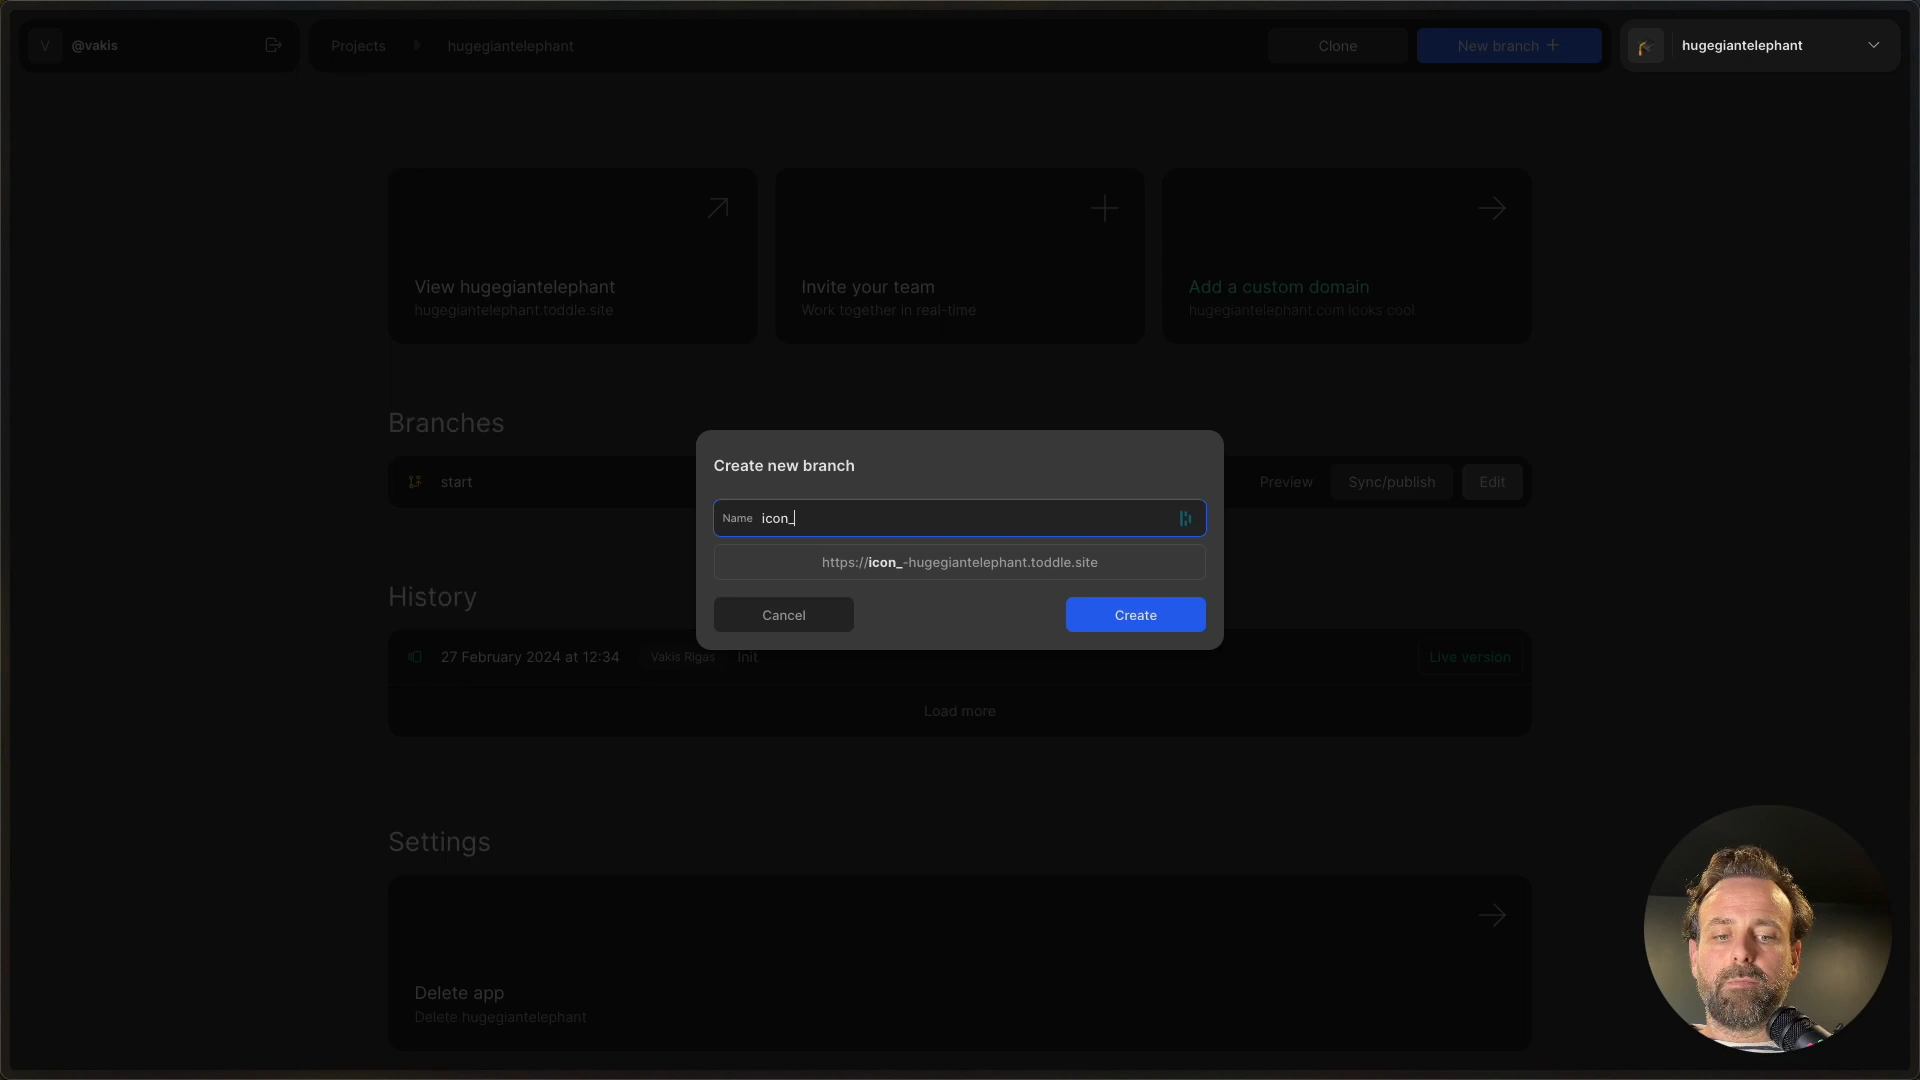 V @vakis
Projects hugegiantelephant
Clone
New branch
hugegiantelephant
View hugegiantelephant
hugegiantelephant.toddle.site
Invite your team
Work together in real-time
Add a custom domain
hugegiantelephant.com looks cool
Branches
start
Preview
Sync/publish
Edit
Create new branch
Name icon_
https://icon_-hugegiantelephant.toddle.site
Cancel
Create
History
27 February 2024 at 12:34 Vakis Rigas Init
Live version
Load more
Settings
Delete app
Delete hugegiantelephant